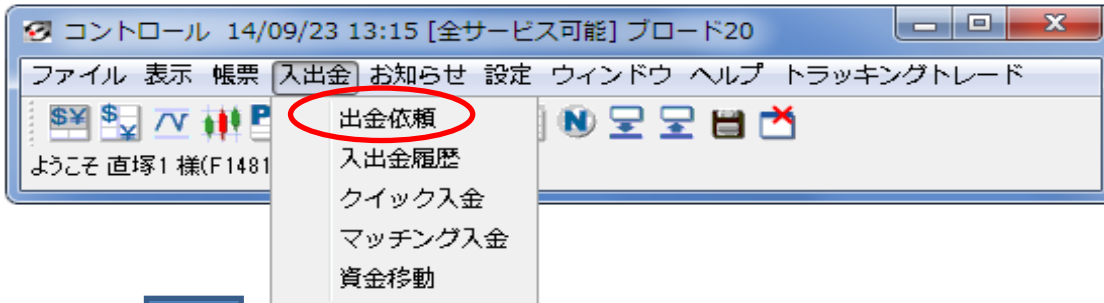 コントロール 14/09/23 13:15 [全サービス可能] ブロード20
ファイル 表示 帳票 入出金 お知らせ 設定 ウィンドウ ヘルプ トラッキングトレード
ようこそ 直塚1 様(F1481
出金依頼
入出金履歴
クイック入金
マッチング入金
資金移動